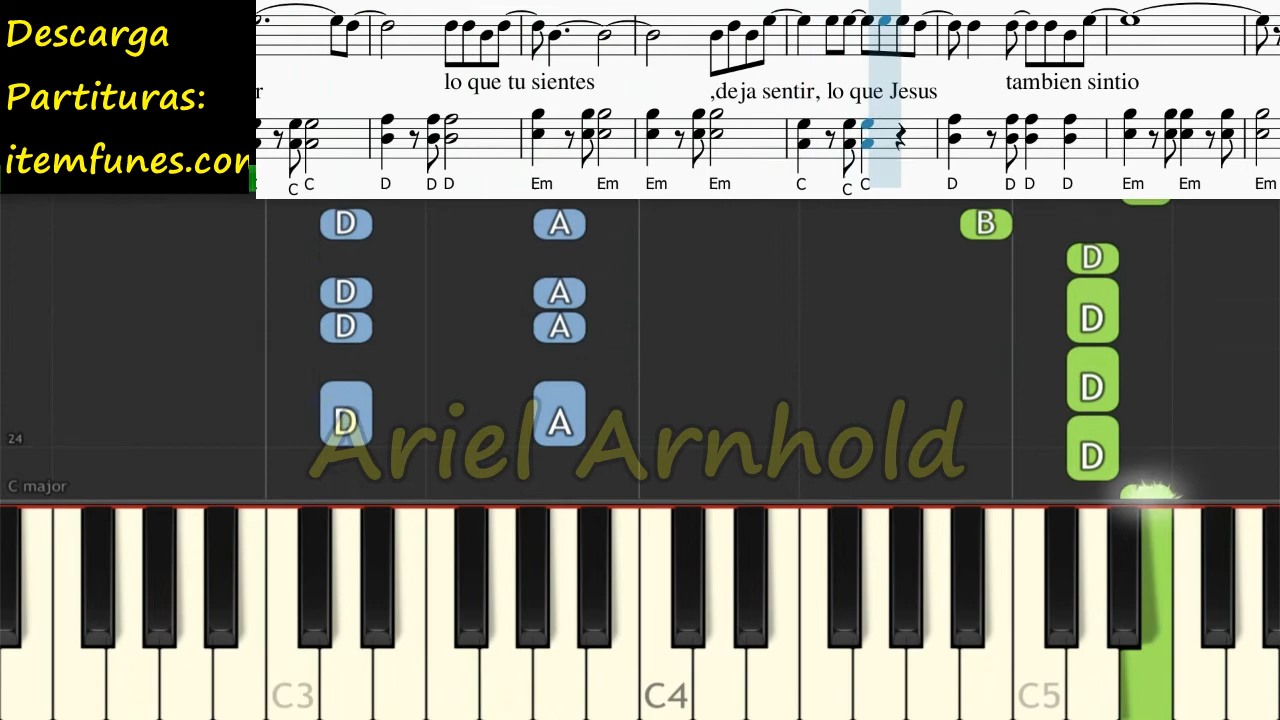 Descarga
Partituras:
itemfunes.com
r lo que tu sientes ,deja sentir, lo que Jesus tambien sintio
C C D D D Em Em Em Em C C C D D D D Em Em Em C
D A B
D
D A
D A D
D
D A D
Ariel Arnhold
24
C major
C3 C4 C5